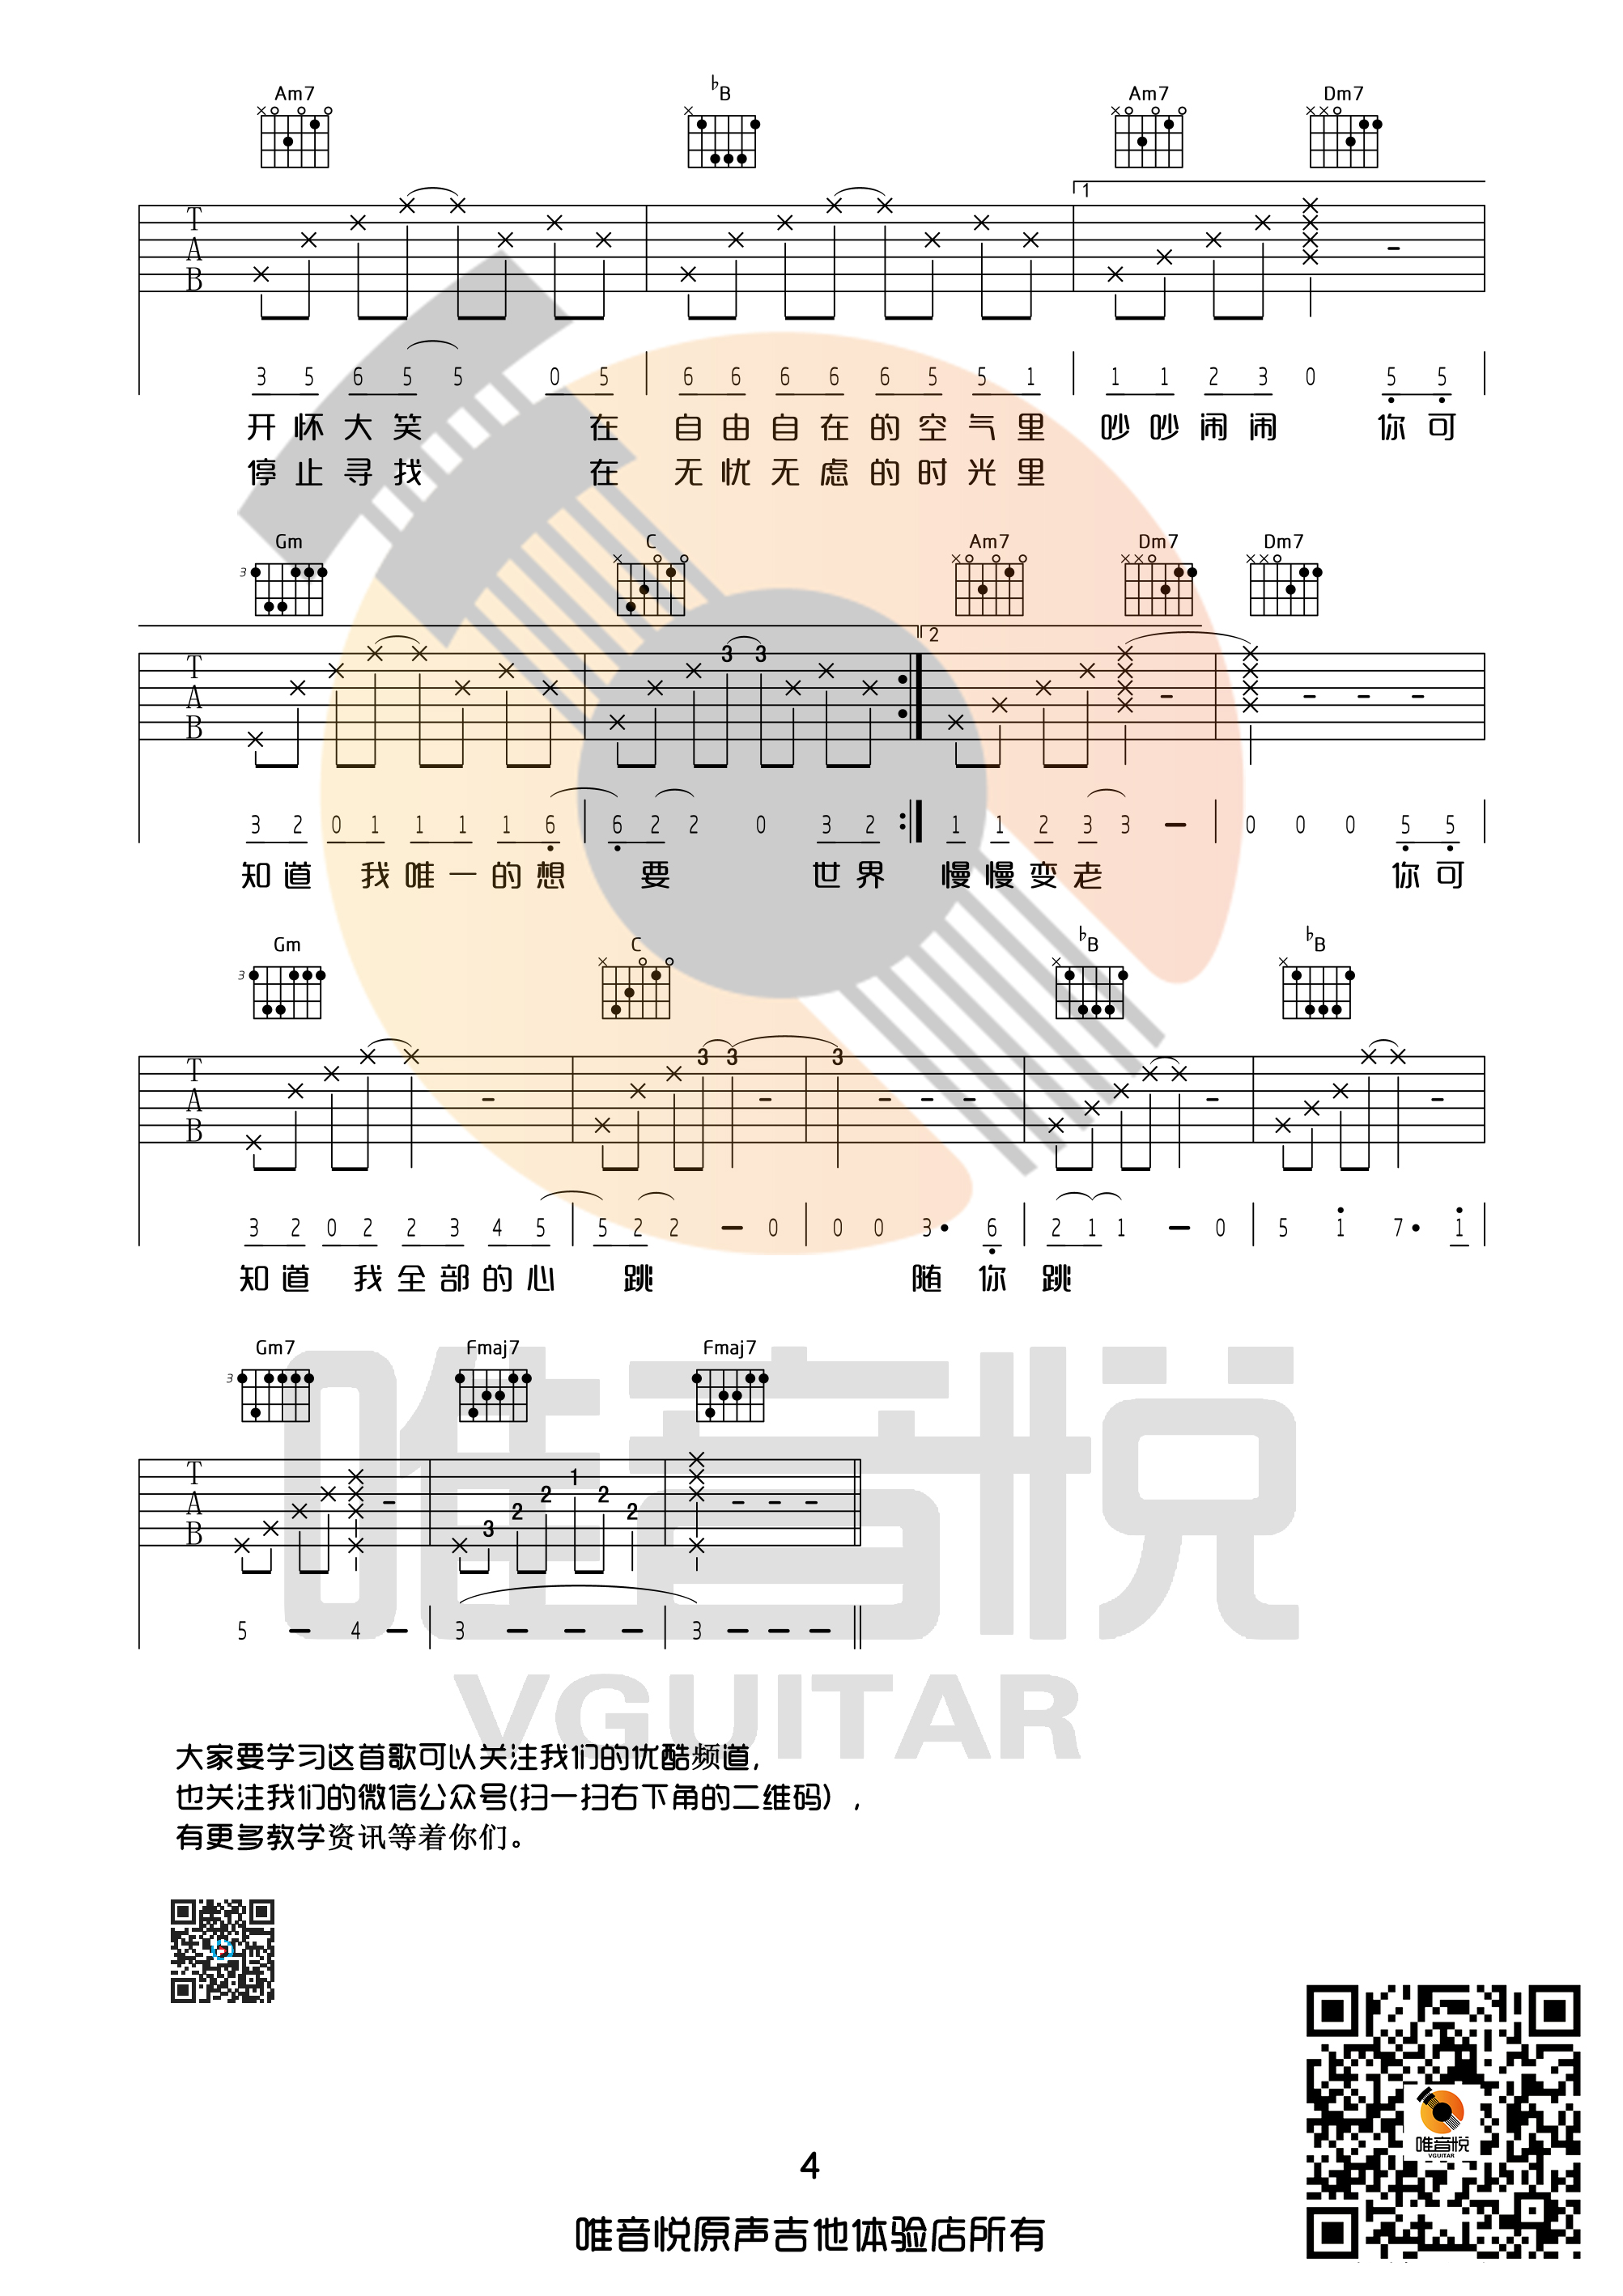 Am7 ♭B Am7 Dm7
1
T
A
B
3 5 6 5 5 0 5 6 6 6 6 6 5 5 1 1 1 2 3 0 5 5
开怀大笑 在 自由自在的空气里 吵吵闹闹 你可
停止寻找 在 无忧无虑的时光里
Gm C Am7 Dm7 Dm7
3
2
T
A
B
3 3
3 2 0 1 1 1 1 6 6 2 2 0 3 2 1 1 2 3 3 - 0 0 0 5 5
知道 我唯一的想 要 世界 慢慢变老 你可
Gm C ♭B ♭B
3
T
A
B
3 3 3
3 2 0 2 2 3 4 5 5 2 2 - 0 0 0 3· 6 2 1 1 - 0 5 1 7· 1
知道 我全部的心 跳 随你跳
Gm7 Fmaj7 Fmaj7
3
T
A
B
3 2 2 1 2 2
5 - 4 - 3 - - - 3 - - -
唯音悦
VGUITAR
大家要学习这首歌可以关注我们的优酷频道,
也关注我们的微信公众号(扫一扫右下角的二维码),
有更多教学资讯等着你们。
唯音悦
VGUITAR
4
唯音悦原声吉他体验店所有